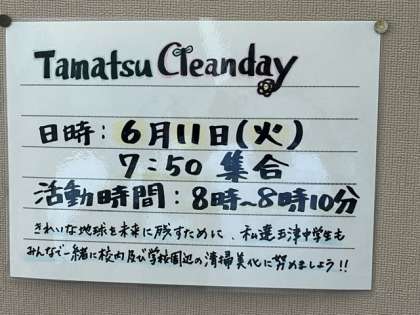 Tamatsu Cleanday
日時：6月11日(火)
7:50 集合
活動時間：8時～8時10分
きれいな地球を未来に残すために、私達玉津中学生も
みんなで一緒に校内及び学校周辺の清掃美化に努めましょう!!